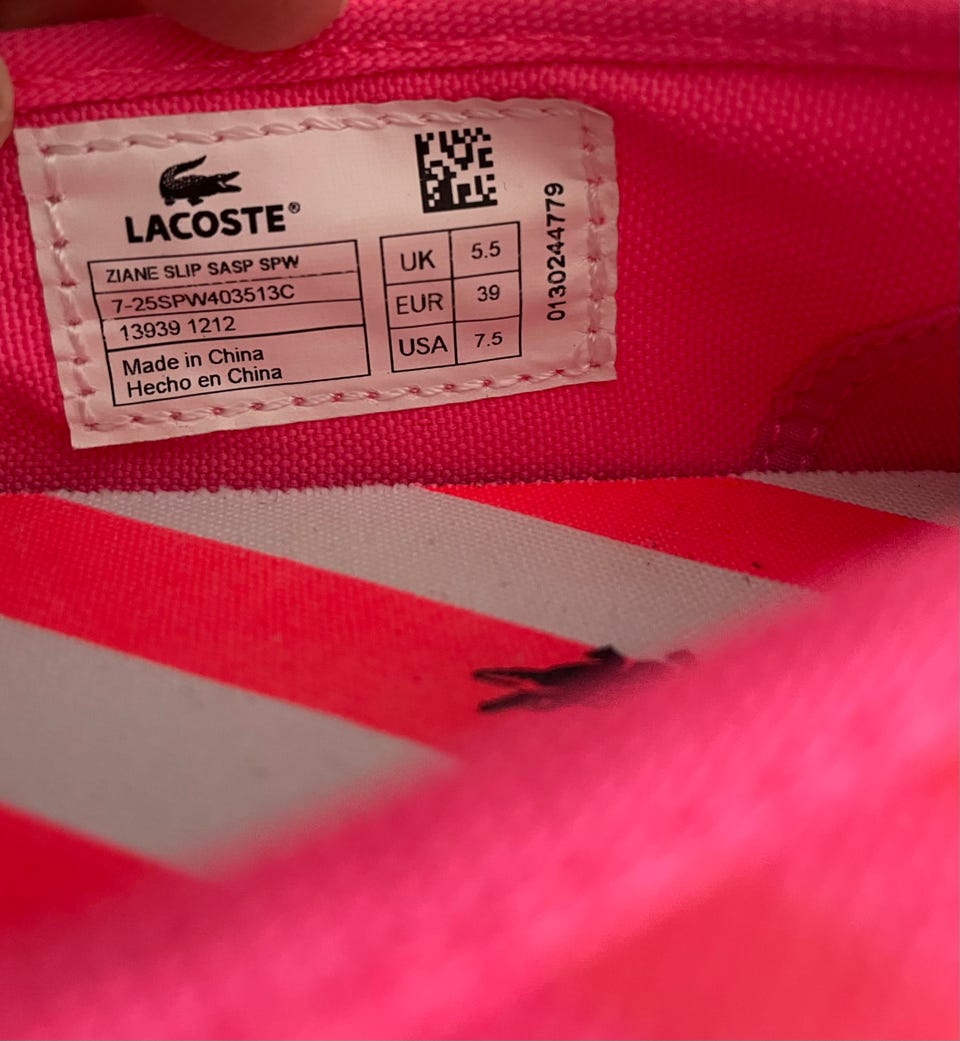 LACOSTE®
ZIANE SLIP SASP SPW
7-25SPW403513C
13939 1212
Made in China
Hecho en China
UK 5.5
EUR 39
USA 7.5
0130244779